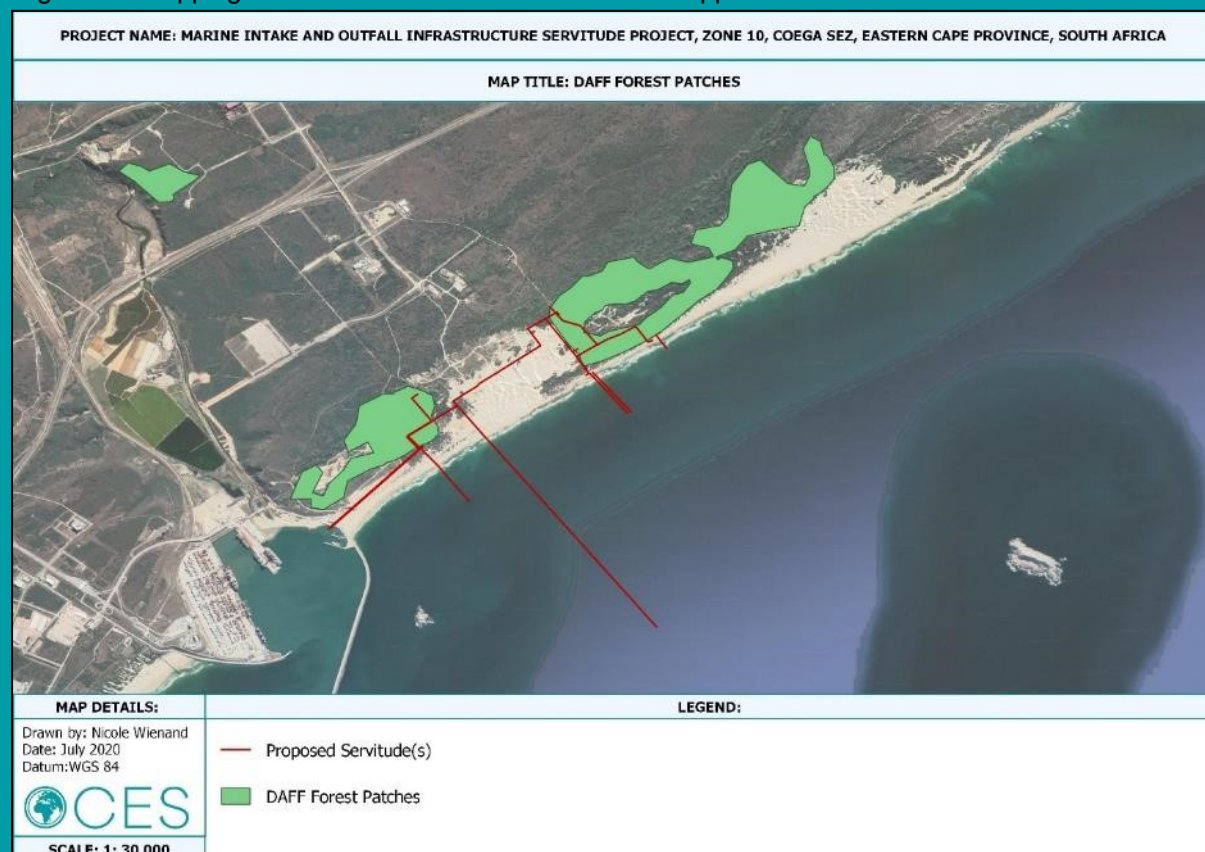 PROJECT NAME: MARINE INTAKE AND OUTFALL INFRASTRUCTURE SERVITUDE PROJECT, ZONE 10, COEGA SEZ, EASTERN CAPE PROVINCE, SOUTH AFRICA
MAP TITLE: DAFF FOREST PATCHES
MAP DETAILS:
Drawn by: Nicole Wienand
Date: July 2020
Datum:WGS 84
CES
SCALE: 1: 30 000
LEGEND:
Proposed Servitude(s)
DAFF Forest Patches